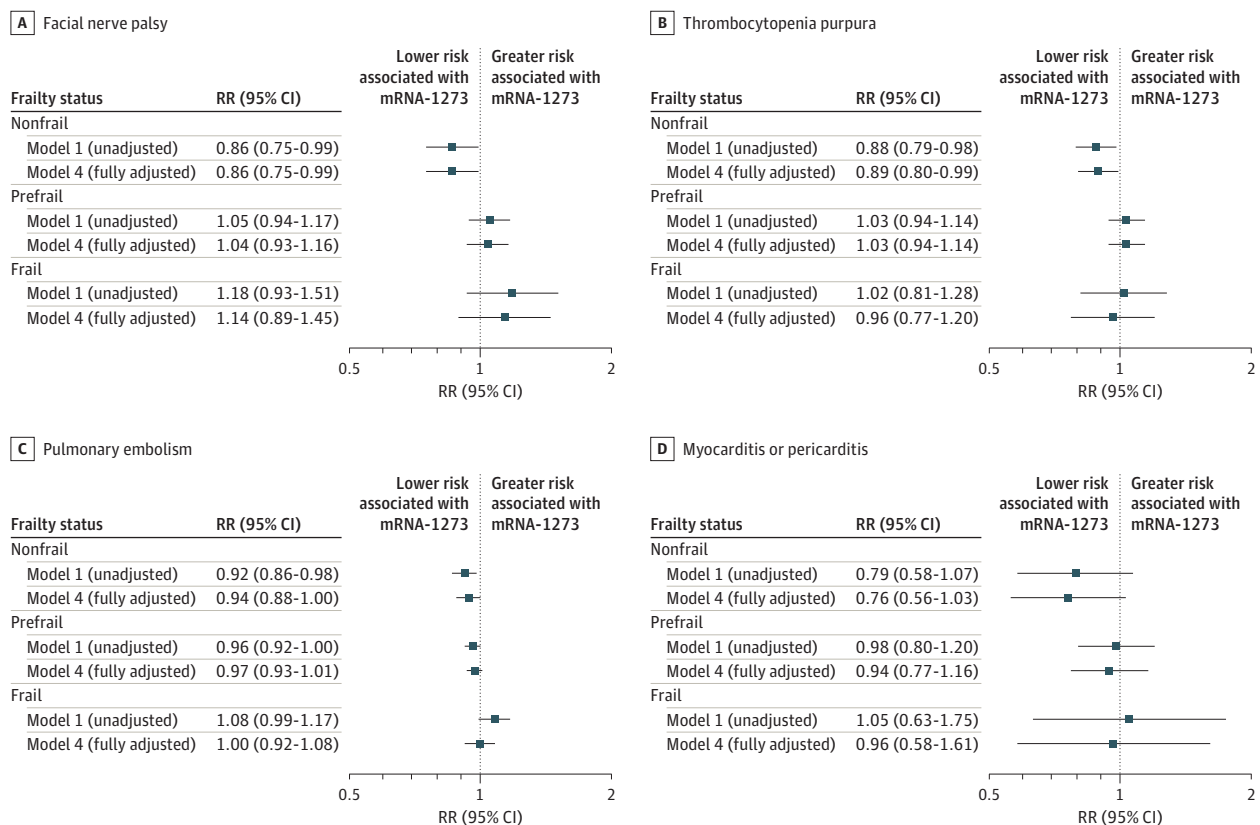 A Facial nerve palsy
Lower risk associated with mRNA-1273
Greater risk associated with mRNA-1273
Frailty status RR (95% CI)
Nonfrail
Model 1 (unadjusted) 0.86 (0.75-0.99)
Model 4 (fully adjusted) 0.86 (0.75-0.99)
Prefrail
Model 1 (unadjusted) 1.05 (0.94-1.17)
Model 4 (fully adjusted) 1.04 (0.93-1.16)
Frail
Model 1 (unadjusted) 1.18 (0.93-1.51)
Model 4 (fully adjusted) 1.14 (0.89-1.45)
0.5 1 2
RR (95% CI)
B Thrombocytopenia purpura
Lower risk associated with mRNA-1273
Greater risk associated with mRNA-1273
Frailty status RR (95% CI)
Nonfrail
Model 1 (unadjusted) 0.88 (0.79-0.98)
Model 4 (fully adjusted) 0.89 (0.80-0.99)
Prefrail
Model 1 (unadjusted) 1.03 (0.94-1.14)
Model 4 (fully adjusted) 1.03 (0.94-1.14)
Frail
Model 1 (unadjusted) 1.02 (0.81-1.28)
Model 4 (fully adjusted) 0.96 (0.77-1.20)
0.5 1 2
RR (95% CI)
C Pulmonary embolism
Lower risk associated with mRNA-1273
Greater risk associated with mRNA-1273
Frailty status RR (95% CI)
Nonfrail
Model 1 (unadjusted) 0.92 (0.86-0.98)
Model 4 (fully adjusted) 0.94 (0.88-1.00)
Prefrail
Model 1 (unadjusted) 0.96 (0.92-1.00)
Model 4 (fully adjusted) 0.97 (0.93-1.01)
Frail
Model 1 (unadjusted) 1.08 (0.99-1.17)
Model 4 (fully adjusted) 1.00 (0.92-1.08)
0.5 1 2
RR (95% CI)
D Myocarditis or pericarditis
Lower risk associated with mRNA-1273
Greater risk associated with mRNA-1273
Frailty status RR (95% CI)
Nonfrail
Model 1 (unadjusted) 0.79 (0.58-1.07)
Model 4 (fully adjusted) 0.76 (0.56-1.03)
Prefrail
Model 1 (unadjusted) 0.98 (0.80-1.20)
Model 4 (fully adjusted) 0.94 (0.77-1.16)
Frail
Model 1 (unadjusted) 1.05 (0.63-1.75)
Model 4 (fully adjusted) 0.96 (0.58-1.61)
0.5 1 2
RR (95% CI)